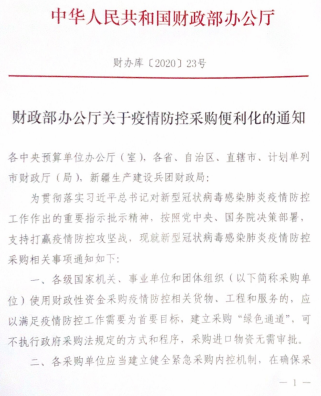 中华人民共和国财政部办公厅
财办库〔2020〕23号
财政部办公厅关于疫情防控采购便利化的通知
各中央预算单位办公厅（室），各省、自治区、直辖市、计划单列
市财政厅（局），新疆生产建设兵团财政局：
为贯彻落实习近平总书记对新型冠状病毒感染肺炎疫情防控
工作作出的重要指示批示精神，按照党中央、国务院决策部署，
支持打赢疫情防控攻坚战，现就新型冠状病毒感染肺炎疫情防控
采购相关事项通知如下：
一、各级国家机关、事业单位和团体组织（以下简称采购单
位）使用财政性资金采购疫情防控相关货物、工程和服务的，应
以满足疫情防控工作需要为首要目标，建立采购“绿色通道”，可
不执行政府采购法规定的方式和程序，采购进口物资无需审批。
二、各采购单位应当建立健全紧急采购内控机制，在确保采
— 1 —